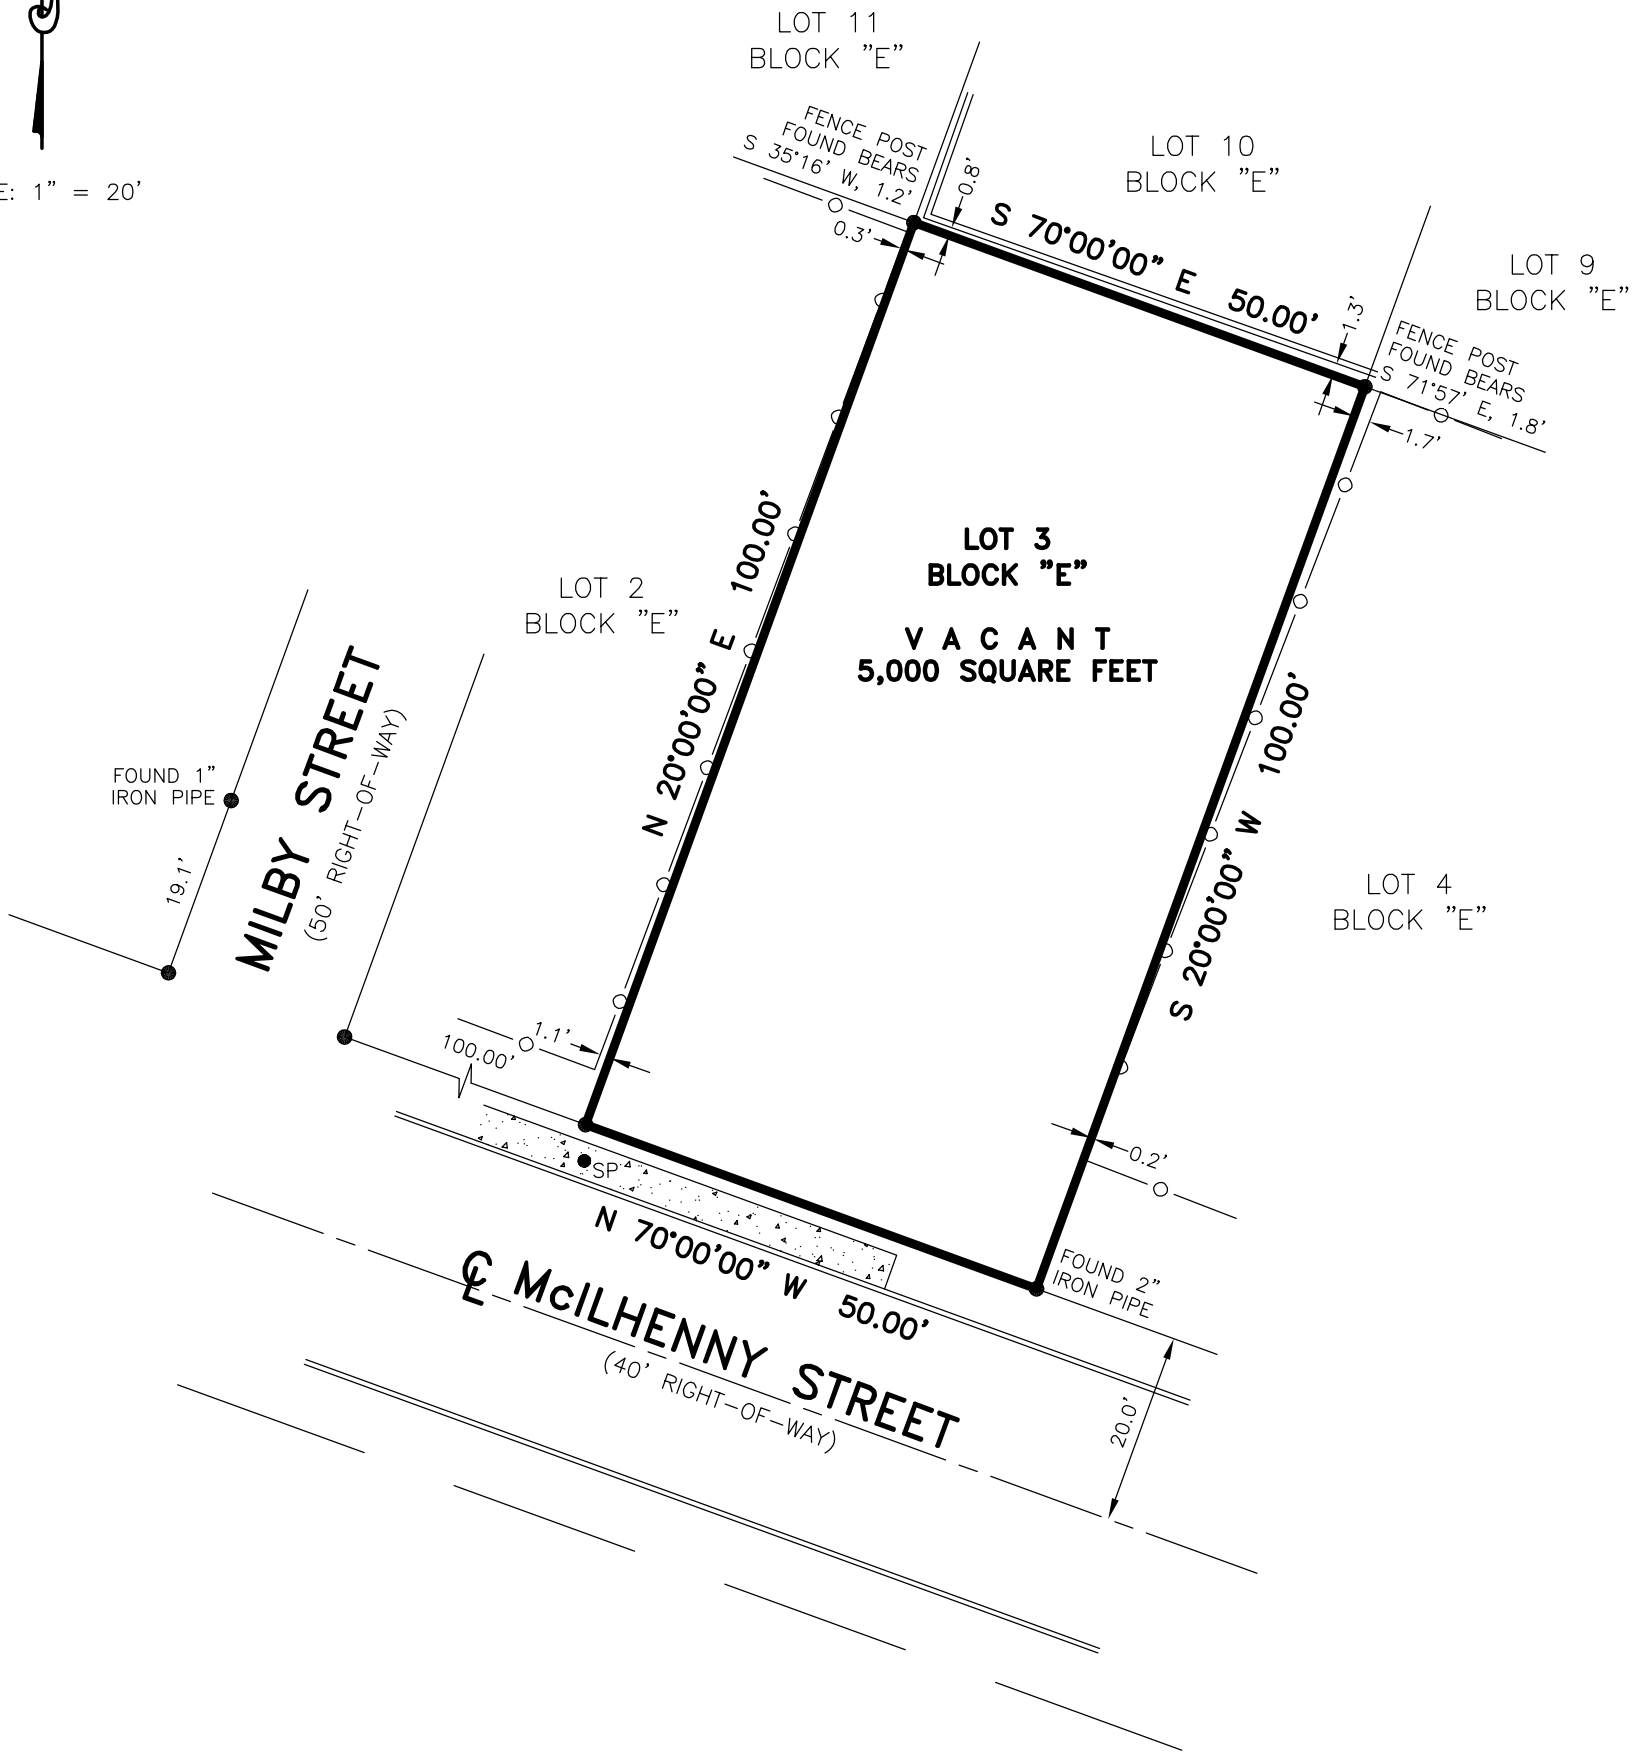 LOT 11
BLOCK "E"
FENCE POST
FOUND BEARS
S 35°16' W, 1.2'
0.8'
LOT 10
BLOCK "E"
E: 1" = 20'
0.3'
S 70°00'00" E 50.00'
1.3'
LOT 9
BLOCK "E"
FENCE POST
FOUND BEARS
S 71°57' E, 1.8'
1.7'
N 20°00'00" E 100.00'
LOT 3
BLOCK "E"
V A C A N T
5,000 SQUARE FEET
LOT 2
BLOCK "E"
S 20°00'00" W 100.00'
MILBY STREET
(50' RIGHT-OF-WAY)
FOUND 1"
IRON PIPE
19.1'
LOT 4
BLOCK "E"
1.1'
100.00'
SP
0.2'
N 70°00'00" W 50.00'
FOUND 2"
IRON PIPE
CL McILHENNY STREET
(40' RIGHT-OF-WAY)
20.0'